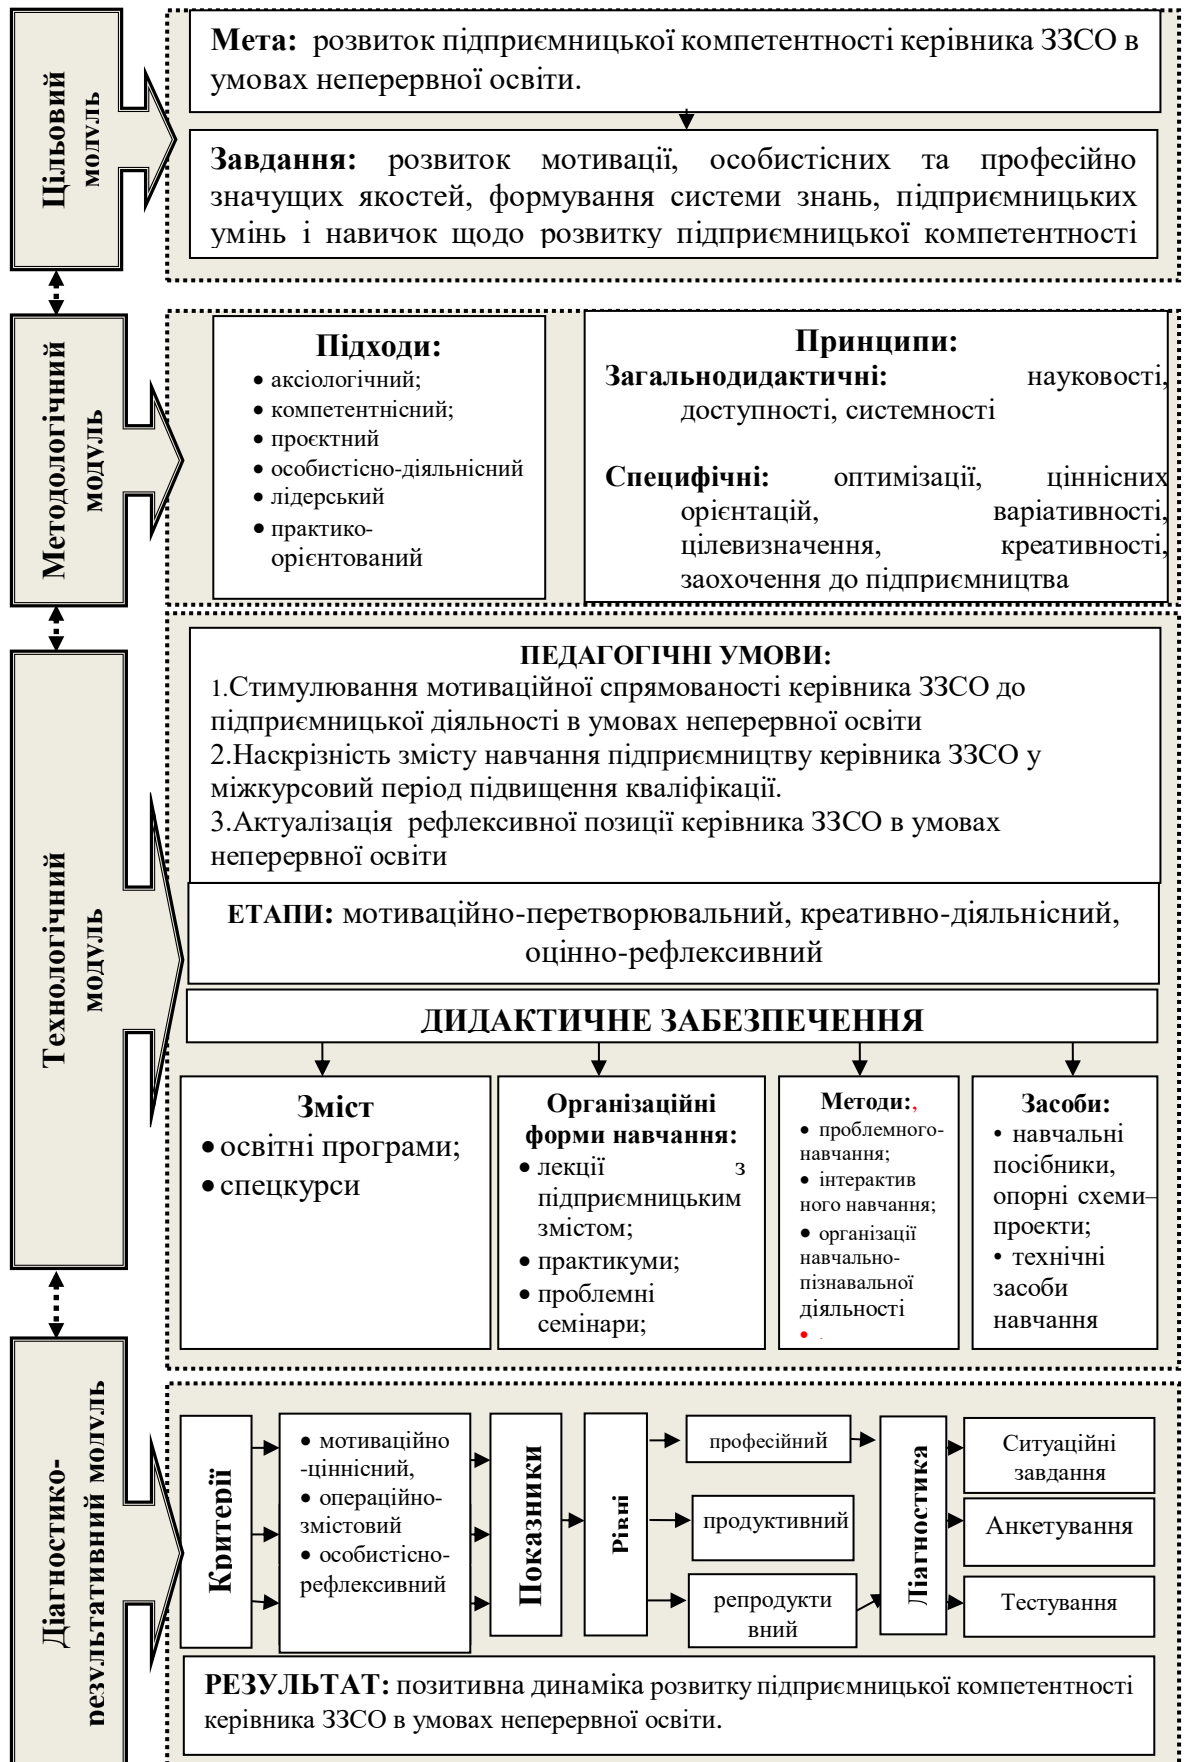 Цільовий
модуль
Мета: розвиток підприємницької компетентності керівника ЗЗСО в
умовах неперервної освіти.
Завдання: розвиток мотивації, особистісних та професійно
значущих якостей, формування системи знань, підприємницьких
умінь і навичок щодо розвитку підприємницької компетентності
Методологічний
модуль
Підходи:
• аксіологічний;
• компетентнісний;
• проєктний
• особистісно-діяльнісний
• лідерський
• практико-
орієнтований
Принципи:
Загальнодидактичні: науковості,
доступності, системності
Специфічні: оптимізації, ціннісних
орієнтацій, варіативності,
цілевизначення, креативності,
заохочення до підприємництва
Технологічний
модуль
ПЕДАГОГІЧНІ УМОВИ:
1.Стимулювання мотиваційної спрямованості керівника ЗЗСО до
підприємницької діяльності в умовах неперервної освіти
2.Наскрізність змісту навчання підприємництву керівника ЗЗСО у
міжкурсовий період підвищення кваліфікації.
3.Актуалізація рефлексивної позиції керівника ЗЗСО в умовах
неперервної освіти
ЕТАПИ: мотиваційно-перетворювальний, креативно-діяльнісний,
оцінно-рефлексивний
ДИДАКТИЧНЕ ЗАБЕЗПЕЧЕННЯ
Зміст
• освітні програми;
• спецкурси
Організаційні
форми навчання:
• лекції з
підприємницьким
змістом;
• практикуми;
• проблемні
семінари;
Методи:,
• проблемного-
навчання;
• інтерактив
ного навчання;
• організації
навчально-
пізнавальної
діяльності
• .
Засоби:
• навчальні
посібники,
опорні схеми–
проекти;
• технічні
засоби
навчання
Діагностико-
результативний модуль
Критерії
• мотиваційно
-ціннісний,
• операційно-
змістовий
• особистісно-
рефлексивний
Показники
Рівні
професійний
продуктивний
репродукти
вний
Діагностика
Ситуаційні
завдання
Анкетування
Тестування
РЕЗУЛЬТАТ: позитивна динаміка розвитку підприємницької компетентності
керівника ЗЗСО в умовах неперервної освіти.